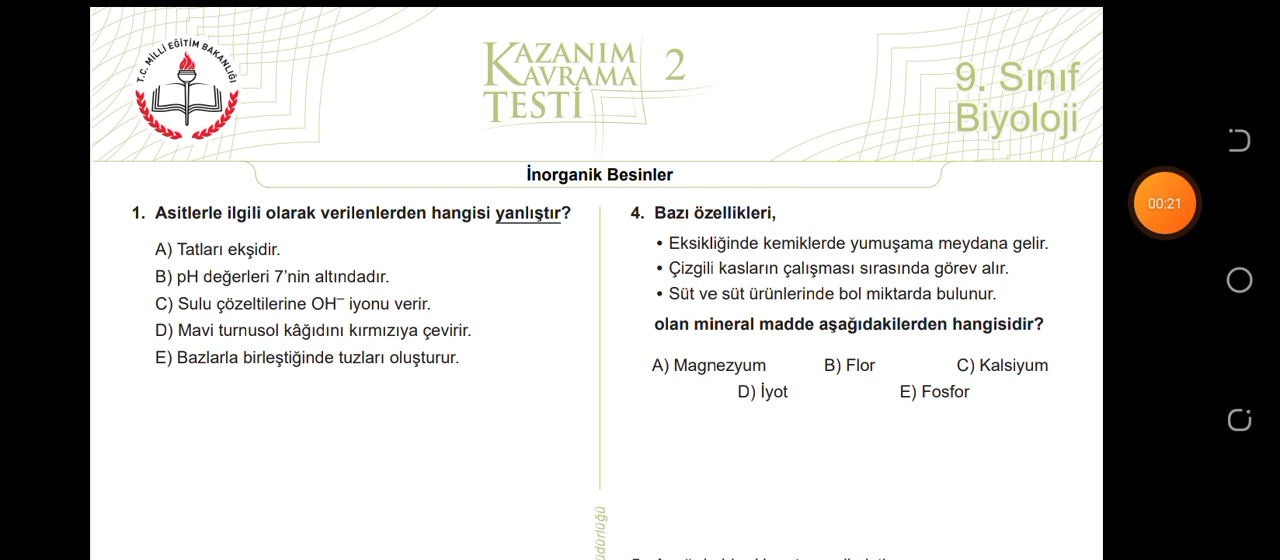 T.C. MİLLÎ EĞİTİM BAKANLIĞI
KAZANIM
KAVRAMA
TESTİ
2
9. Sınıf
Biyoloji
İnorganik Besinler
1. Asitlerle ilgili olarak verilenlerden hangisi yanlıştır?
A) Tatları ekşidir.
B) pH değerleri 7’nin altındadır.
C) Sulu çözeltilerine OH⁻ iyonu verir.
D) Mavi turnusol kâğıdını kırmızıya çevirir.
E) Bazlarla birleştiğinde tuzları oluşturur.
4. Bazı özellikleri,
• Eksikliğinde kemiklerde yumuşama meydana gelir.
• Çizgili kasların çalışması sırasında görev alır.
• Süt ve süt ürünlerinde bol miktarda bulunur.
olan mineral madde aşağıdakilerden hangisidir?
A) Magnezyum B) Flor C) Kalsiyum
D) İyot E) Fosfor
00:21